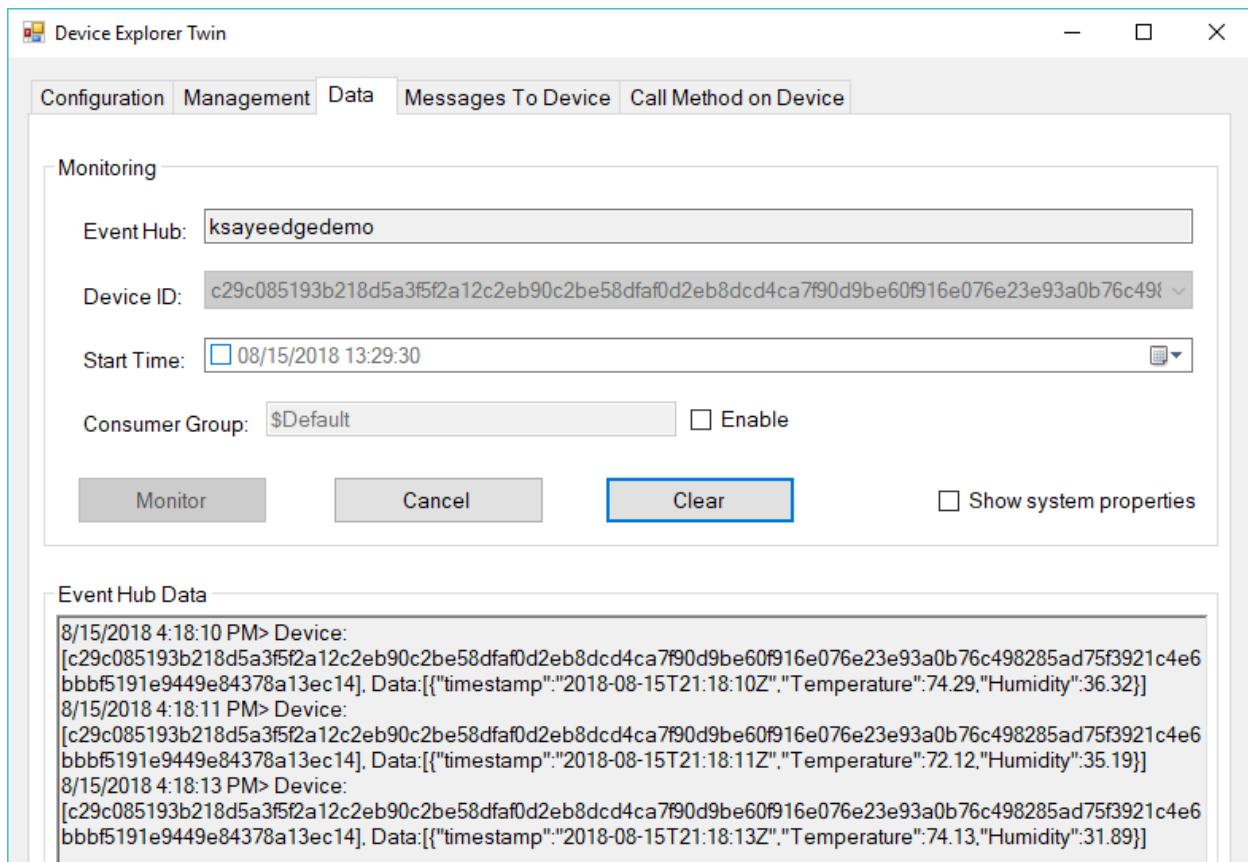 Device Explorer Twin
Configuration Management Data Messages To Device Call Method on Device
Monitoring
Event Hub: ksayeedgedemo
Device ID: c29c085193b218d5a3f5f2a12c2eb90c2be58dfaf0d2eb8dcd4ca7f90d9be60f916e076e23e93a0b76c498
Start Time: 08/15/2018 13:29:30
Consumer Group: $Default Enable
Monitor Cancel Clear Show system properties
Event Hub Data
8/15/2018 4:18:10 PM> Device:
[c29c085193b218d5a3f5f2a12c2eb90c2be58dfaf0d2eb8dcd4ca7f90d9be60f916e076e23e93a0b76c498285ad75f3921c4e6
bbbf5191e9449e84378a13ec14], Data:[{"timestamp":"2018-08-15T21:18:10Z","Temperature":74.29,"Humidity":36.32}]
8/15/2018 4:18:11 PM> Device:
[c29c085193b218d5a3f5f2a12c2eb90c2be58dfaf0d2eb8dcd4ca7f90d9be60f916e076e23e93a0b76c498285ad75f3921c4e6
bbbf5191e9449e84378a13ec14], Data:[{"timestamp":"2018-08-15T21:18:11Z","Temperature":72.12,"Humidity":35.19}]
8/15/2018 4:18:13 PM> Device:
[c29c085193b218d5a3f5f2a12c2eb90c2be58dfaf0d2eb8dcd4ca7f90d9be60f916e076e23e93a0b76c498285ad75f3921c4e6
bbbf5191e9449e84378a13ec14], Data:[{"timestamp":"2018-08-15T21:18:13Z","Temperature":74.13,"Humidity":31.89}]